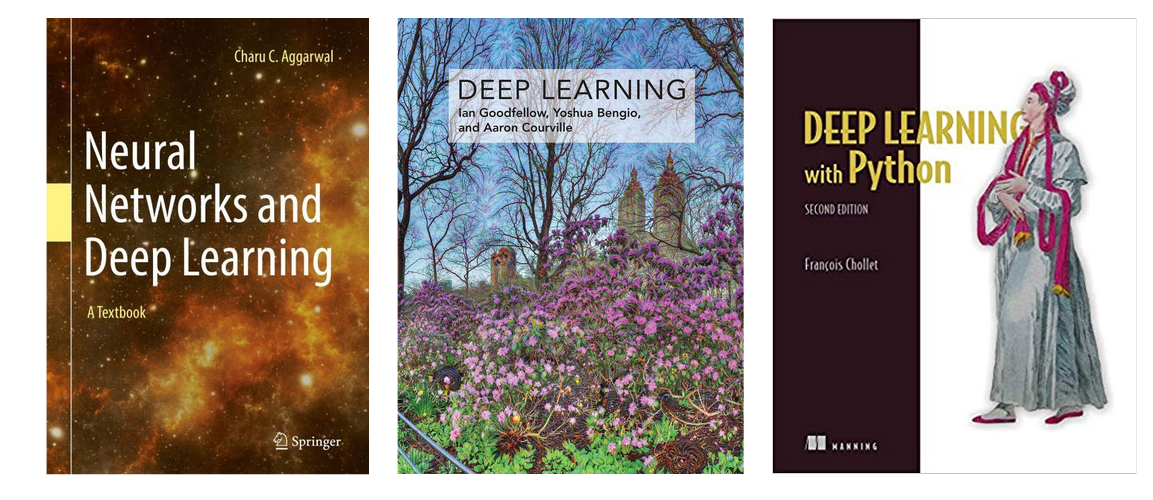 Charu C. Aggarwal
Neural
Networks and
Deep Learning
A Textbook
Springer
DEEP LEARNING
Ian Goodfellow, Yoshua Bengio,
and Aaron Courville
DEEP LEARNING
with Python
SECOND EDITION
François Chollet
MANNING